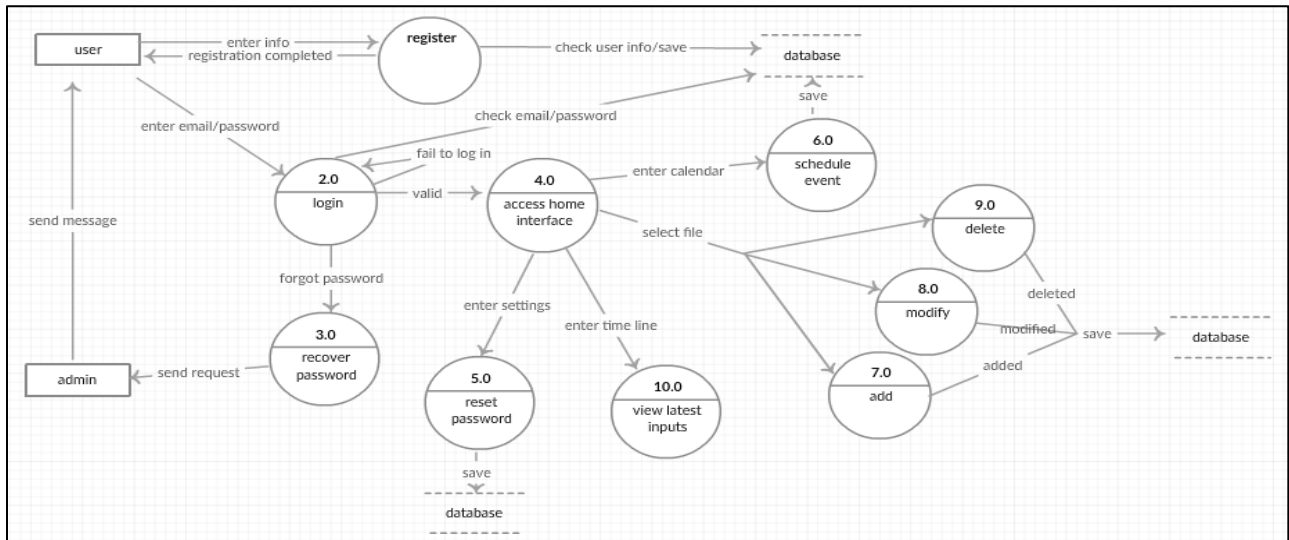 user
enter info
registration completed
register
check user info/save
database
save
enter email/password
check email/password
fail to log in
2.0
login
valid
4.0
access home
interface
enter calendar
6.0
schedule
event
send message
select file
9.0
delete
forgot password
8.0
modify
deleted
enter settings
enter time line
modified
save
database
3.0
recover
password
send request
admin
5.0
reset
password
10.0
view latest
inputs
7.0
add
added
save
database